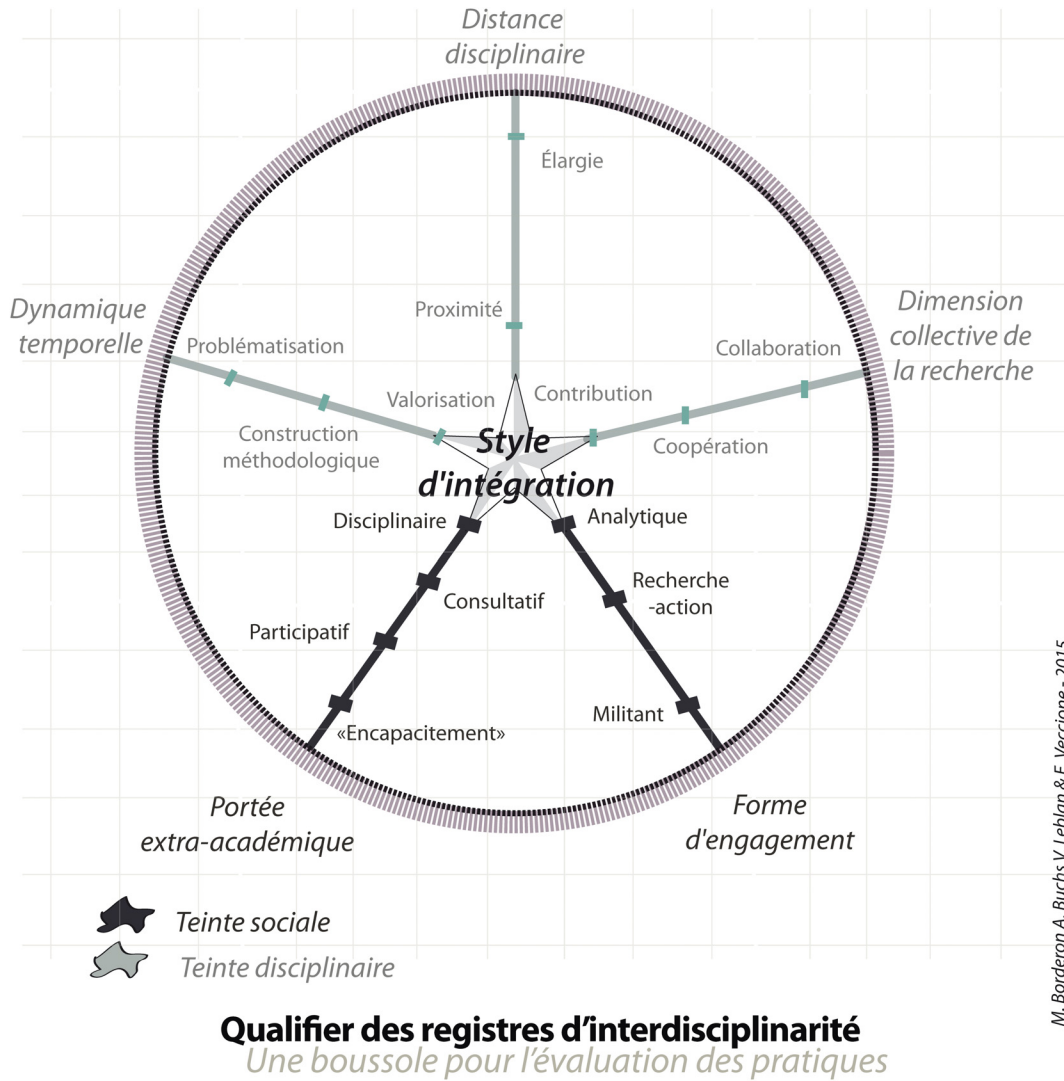 Distance
disciplinaire
Élargie
Dynamique
temporelle
Dimension
collective de
la recherche
Proximité
Problématisation
Collaboration
Valorisation
Contribution
Construction
méthodologique
Coopération
Style
d'intégration
Disciplinaire
Analytique
Consultatif
Recherche
-action
Participatif
Militant
«Encapacitement»
Portée
extra-académique
Forme
d'engagement
Teinte sociale
Teinte disciplinaire
Qualifier des registres d'interdisciplinarité
Une boussole pour l'évaluation des pratiques
M. Borderon A. Buchs V. Leblan & E. Veccione - 2015